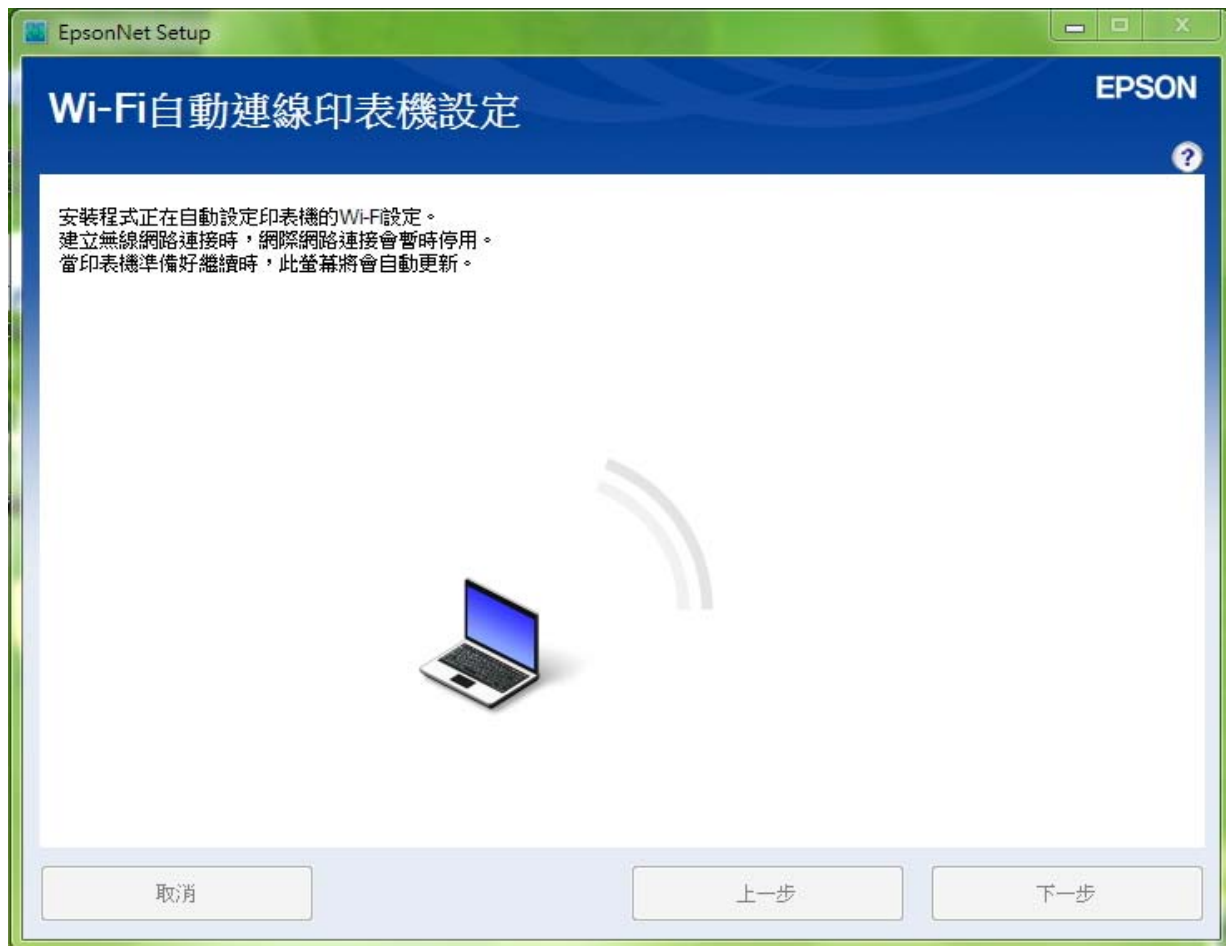 EpsonNet Setup
Wi-Fi自動連線印表機設定
EPSON
?
安裝程式正在自動設定印表機的Wi-Fi設定。
建立無線網路連接時，網際網路連接會暫時停用。
當印表機準備好繼續時，此螢幕將會自動更新。
取消
上一步
下一步